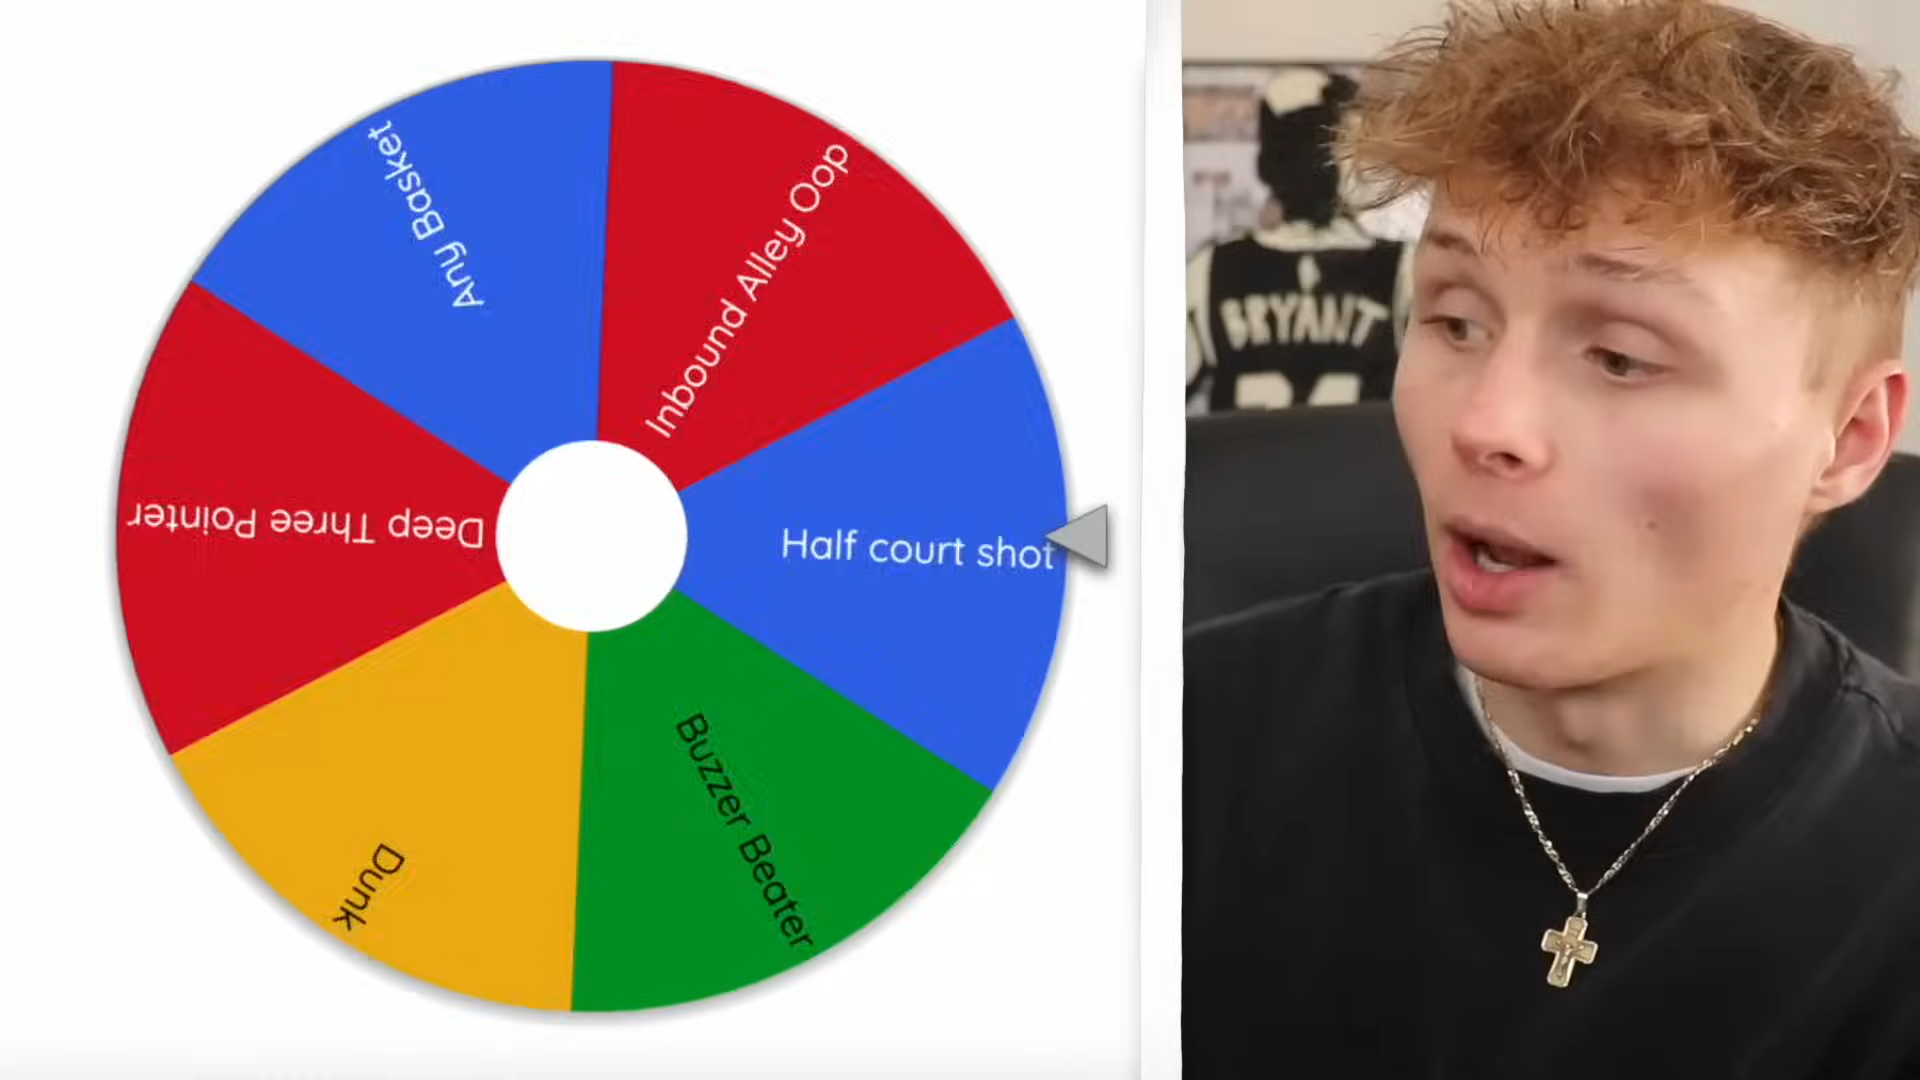 Any Basket
Inbound Alley Oop
Half court shot
Deep Three Pointer
Buzzer Beater
Dunk
BRYANT